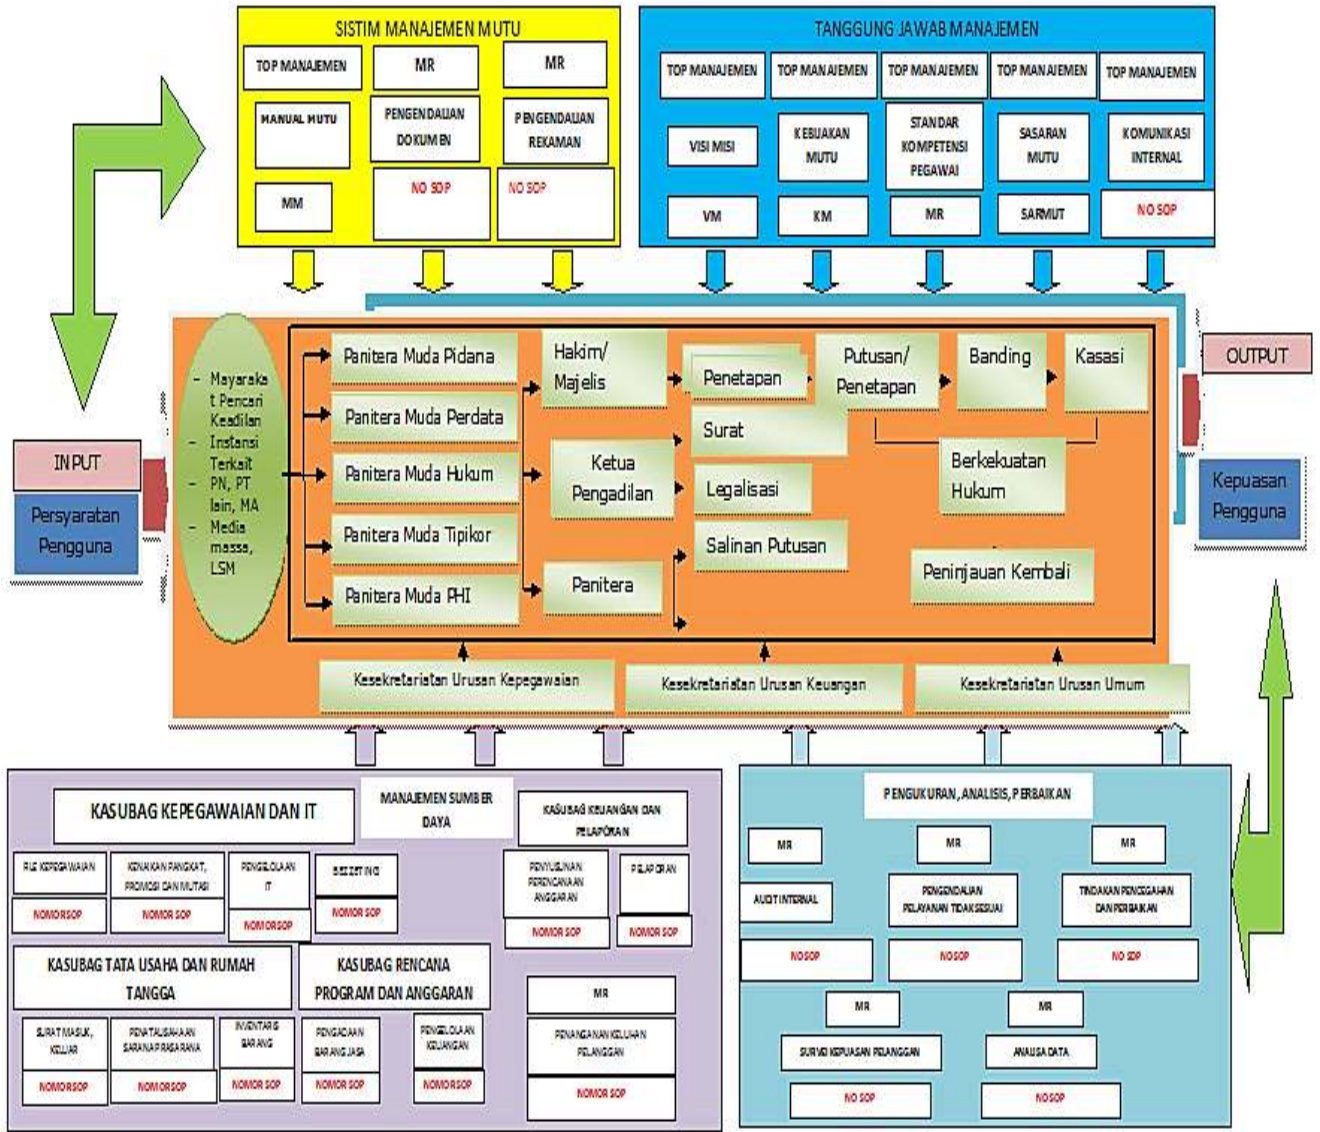 SISTIM MANAJEMEN MUTU
TOP MANAJEMEN
MANUAL MUTU
MM
MR
PENGENDALIAN
DOKUMEN
NO SOP
MR
PENGENDALIAN
REKAMAN
NO SOP
TANGGUNG JAWAB MANAJEMEN
TOP MANAJEMEN
VISI MISI
VM
TOP MANAJEMEN
KEBIJAKAN
MUTU
KM
TOP MANAJEMEN
STANDAR
KOMPETENSI
PEGAWAI
MR
TOP MANAJEMEN
SASARAN
MUTU
SARMUT
TOP MANAJEMEN
KOMUNIKASI
INTERNAL
NO SOP
INPUT
Persyaratan
Pengguna
- Mayaraka
t Pencari
Keadilan
- Instansi
Terkait
- PN, PT
lain, MA
- Media
massa,
LSM
Panitera Muda Pidana
Panitera Muda Perdata
Panitera Muda Hukum
Panitera Muda Tipikor
Panitera Muda PHI
Hakim/
Majelis
Ketua
Pengadilan
Panitera
Penetapan
Surat
Legalisasi
Salinan Putusan
Putusan/
Penetapan
Banding
Kasasi
Berkekuatan
Hukum
Peninjauan Kembali
OUTPUT
Kepuasan
Pengguna
Kesekretariatan Urusan Kepegawaian
Kesekretariatan Urusan Keuangan
Kesekretariatan Urusan Umum
MANAJEMEN SUMBER
DAYA
KASUBAG KEPEGAWAIAN DAN IT
FILE KEPEGAWAIAN
NOMOR SOP
KENAIKAN PANGKAT,
PROMOSI DAN MUTASI
NOMOR SOP
PENGELOLAAN
IT
NOMOR SOP
BEZZETING
NOMOR SOP
KASUBAG KEUANGAN DAN
PELAPORAN
PENYUSUNAN
PERENCANAAN
ANGGARAN
NOMOR SOP
PELAPORAN
NOMOR SOP
KASUBAG TATA USAHA DAN RUMAH
TANGGA
SURAT MASUK,
KELUAR
NOMOR SOP
PENATAUSAHAAN
SARANA PRASARANA
NOMOR SOP
INVENTARIS
BARANG
NOMOR SOP
KASUBAG RENCANA
PROGRAM DAN ANGGARAN
PENGADAAN
BARANG JASA
NOMOR SOP
PENGELOLAAN
KEUANGAN
NOMOR SOP
MR
PENANGANAN KELUHAN
PELANGGAN
NOMOR SOP
PENGUKURAN, ANALISIS, PERBAIKAN
MR
AUDIT INTERNAL
NO SOP
MR
PENGENDALIAN
PELAYANAN TIDAK SESUAI
NO SOP
MR
TINDAKAN PENCEGAHAN
DAN PERBAIKAN
NO SOP
MR
SURVEI KEPUASAN PELANGGAN
NO SOP
MR
ANALISA DATA
NO SOP